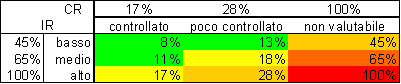 CR 17% 28% 100%
IR controllato poco controllato non valutabile
45% basso 8% 13% 45%
65% medio 11% 18% 65%
100% alto 17% 28% 100%